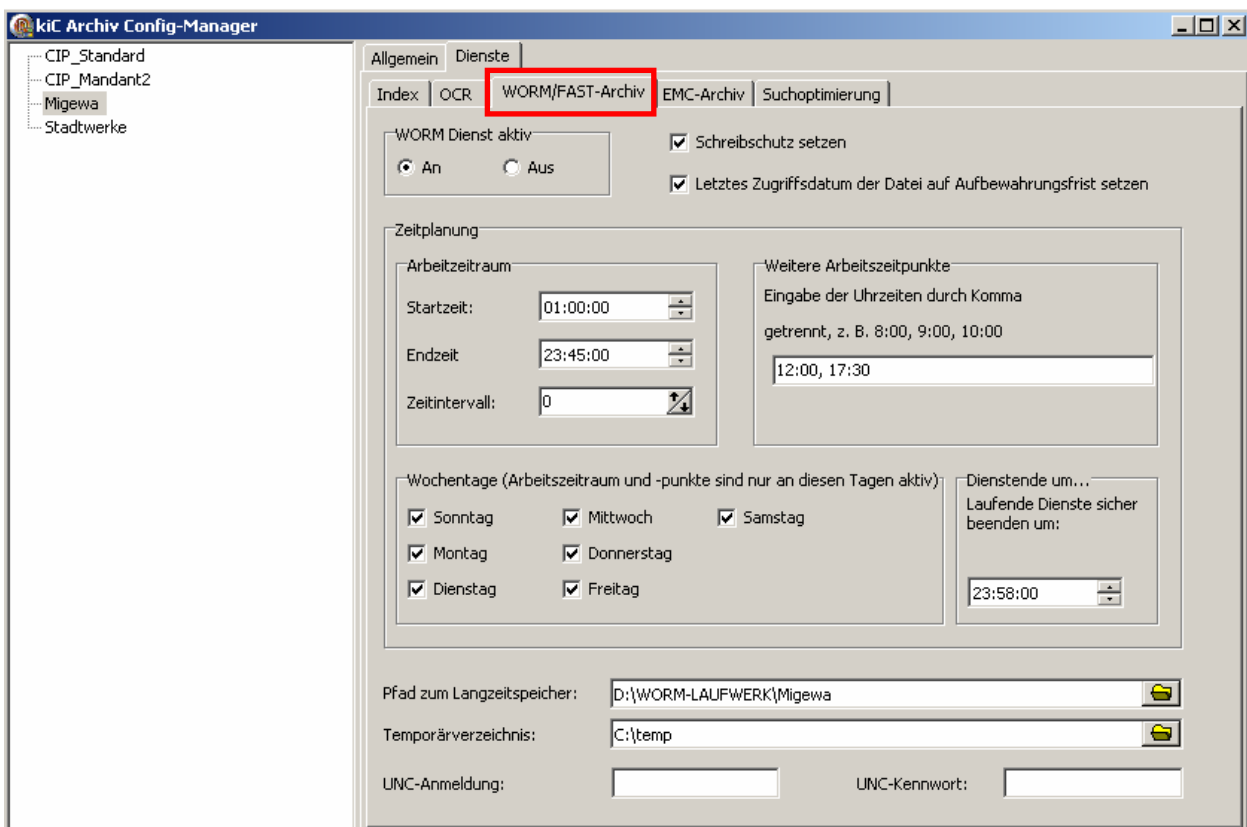 kiC Archiv Config-Manager
CIP_Standard
CIP_Mandant2
Migewa
Stadtwerke
Allgemein Dienste
Index OCR WORM/FAST-Archiv EMC-Archiv Suchoptimierung
WORM Dienst aktiv
An Aus
Schreibschutz setzen
Letztes Zugriffsdatum der Datei auf Aufbewahrungsfrist setzen
Zeitplanung
Arbeitzeitraum
Startzeit: 01:00:00
Endzeit 23:45:00
Zeitintervall: 0
Weitere Arbeitszeitpunkte
Eingabe der Uhrzeiten durch Komma
getrennt, z. B. 8:00, 9:00, 10:00
12:00, 17:30
Wochentage (Arbeitszeitraum und -punkte sind nur an diesen Tagen aktiv)
Sonntag Mittwoch Samstag
Montag Donnerstag
Dienstag Freitag
Dienstende um...
Laufende Dienste sicher
beenden um:
23:58:00
Pfad zum Langzeitspeicher: D:\WORM-LAUFWERK\Migewa
Temporärverzeichnis: C:\temp
UNC-Anmeldung: UNC-Kennwort: